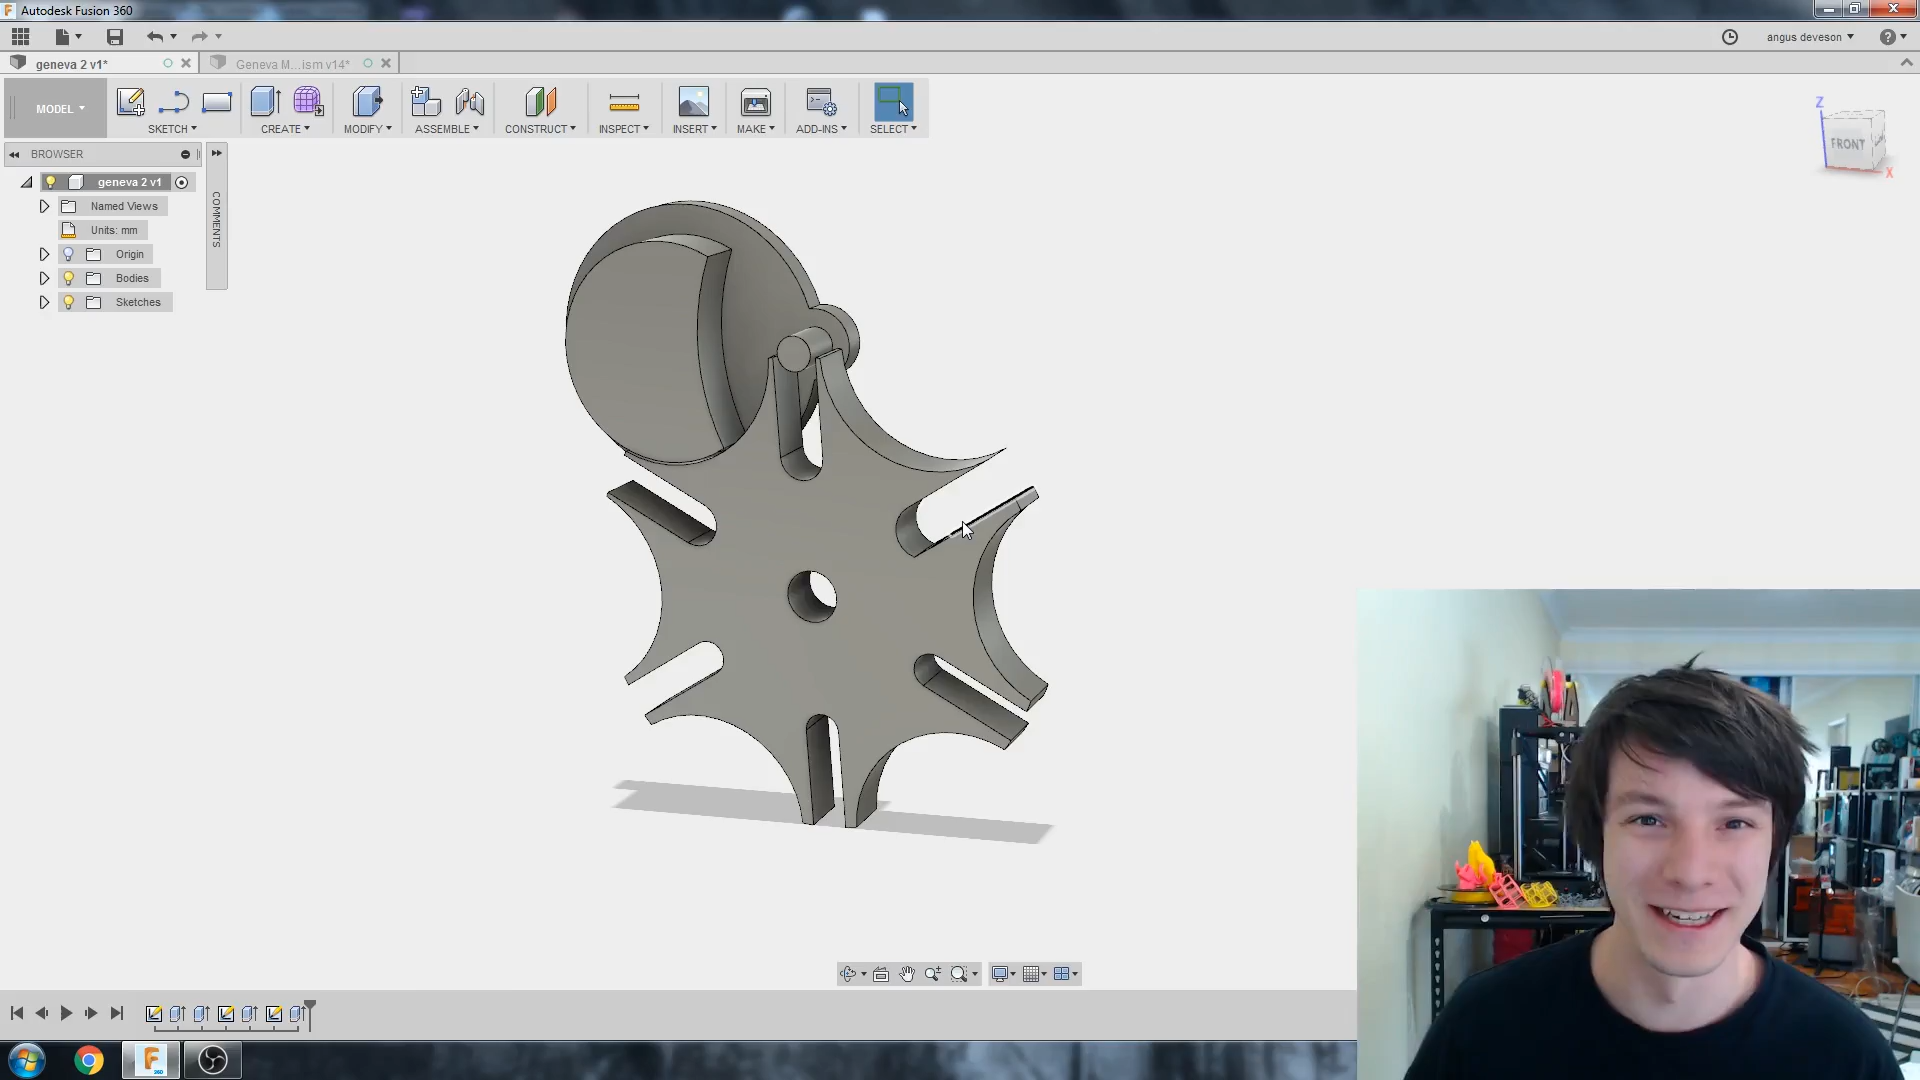 Autodesk Fusion 360
angus deveson
geneva 2 v1*
Geneva M...ism v14*
MODEL
SKETCH
CREATE
MODIFY
ASSEMBLE
CONSTRUCT
INSPECT
INSERT
MAKE
ADD-INS
SELECT
Z
FRONT
X
BROWSER
COMMENTS
geneva 2 v1
Named Views
Units: mm
Origin
Bodies
Sketches